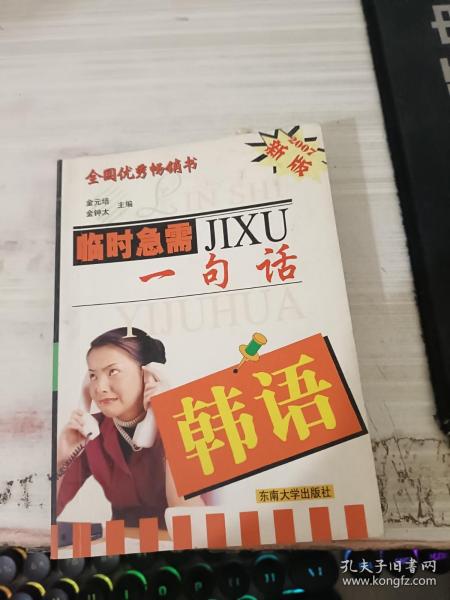 全国优秀畅销书
2007
新版
金元培
金钟太
主编
LIN SHI
临时急需
JIXU
一句话
YIJUHUA
韩语
东南大学出版社
孔夫子旧书网
www.kongfz.com